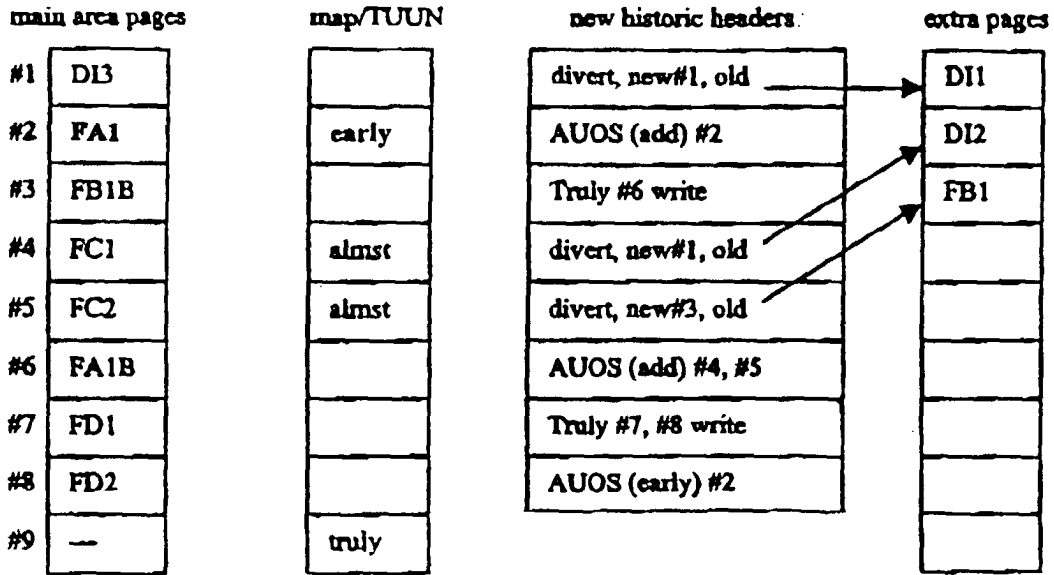 main area pages map/TUUN new historic headers: extra pages
#1 DI3 divert, new#1, old DI1
#2 FA1 early AUOS (add) #2 DI2
#3 FB1B Truly #6 write FB1
#4 FC1 almst divert, new#1, old
#5 FC2 almst divert, new#3, old
#6 FA1B AUOS (add) #4, #5
#7 FD1 Truly #7, #8 write
#8 FD2 AUOS (early) #2
#9 — truly